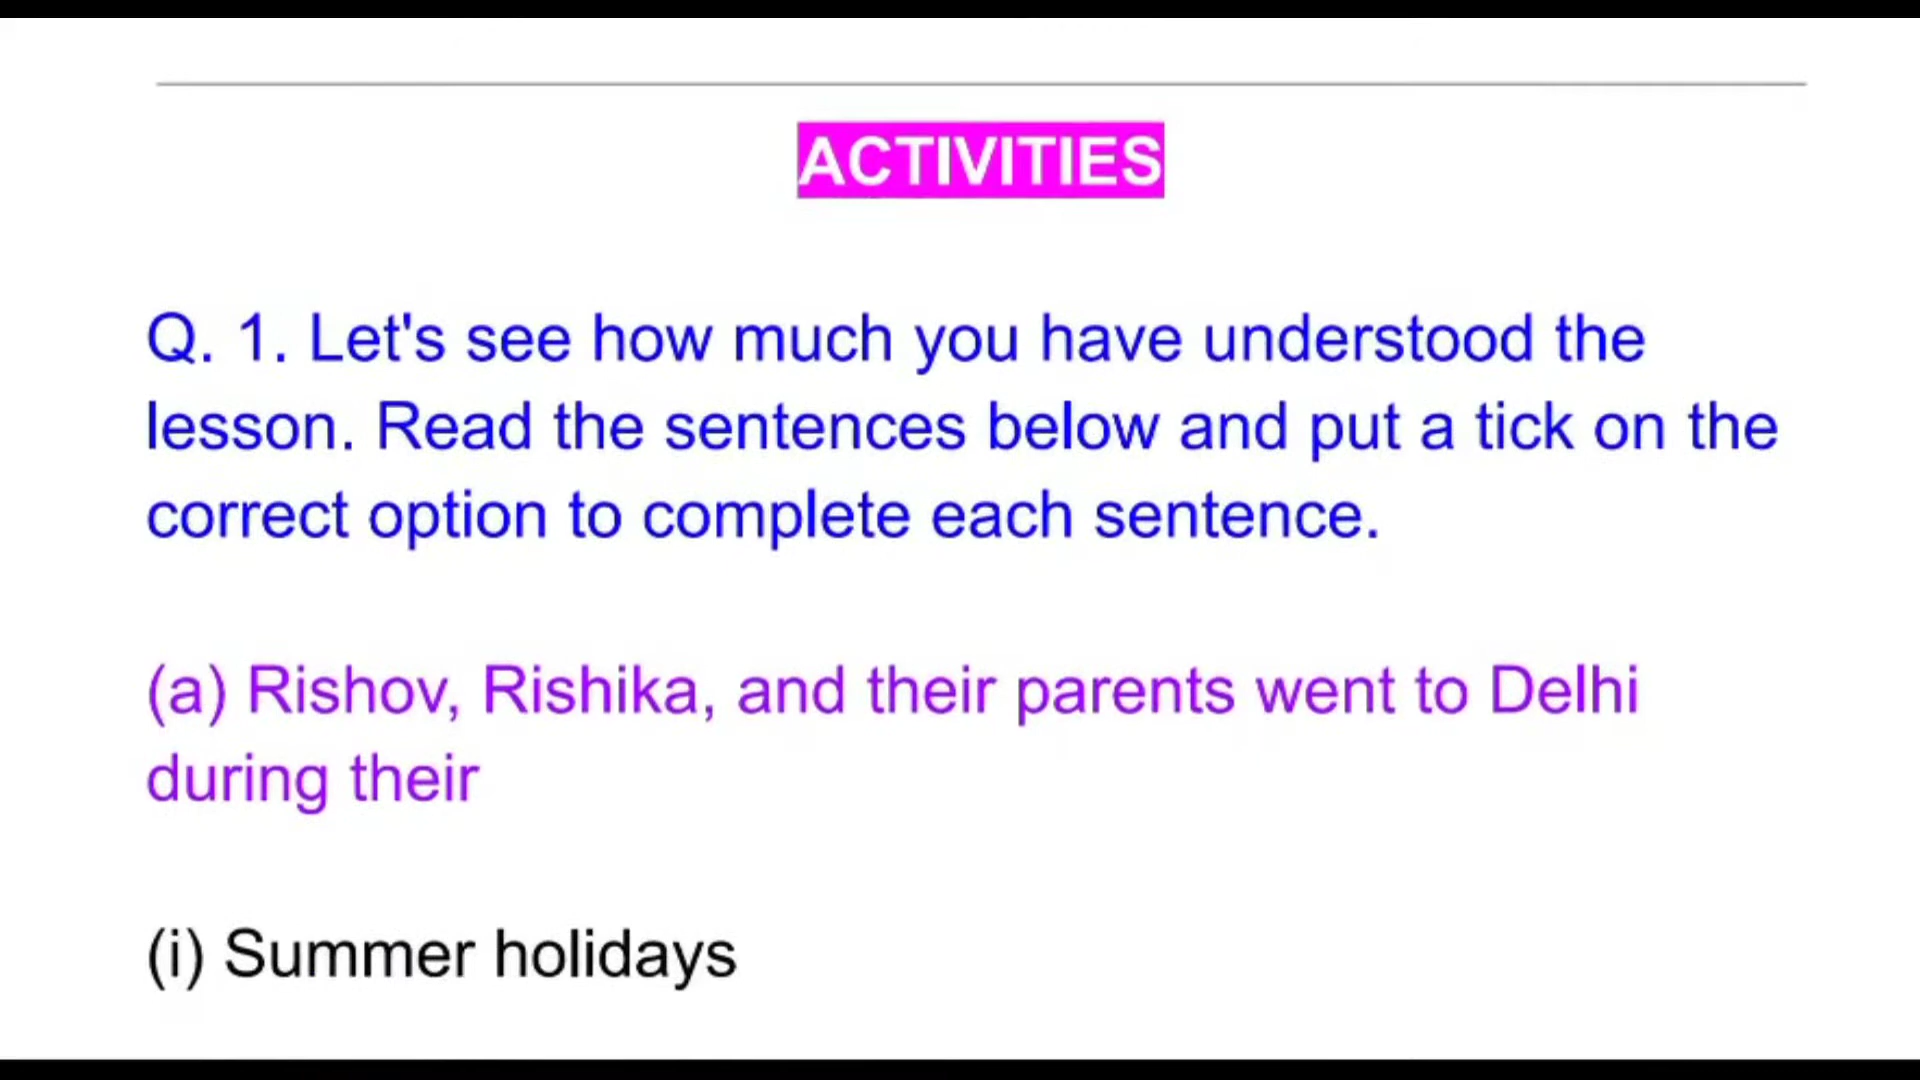 ACTIVITIES
Q. 1. Let's see how much you have understood the
lesson. Read the sentences below and put a tick on the
correct option to complete each sentence.
(a) Rishov, Rishika, and their parents went to Delhi
during their
(i) Summer holidays